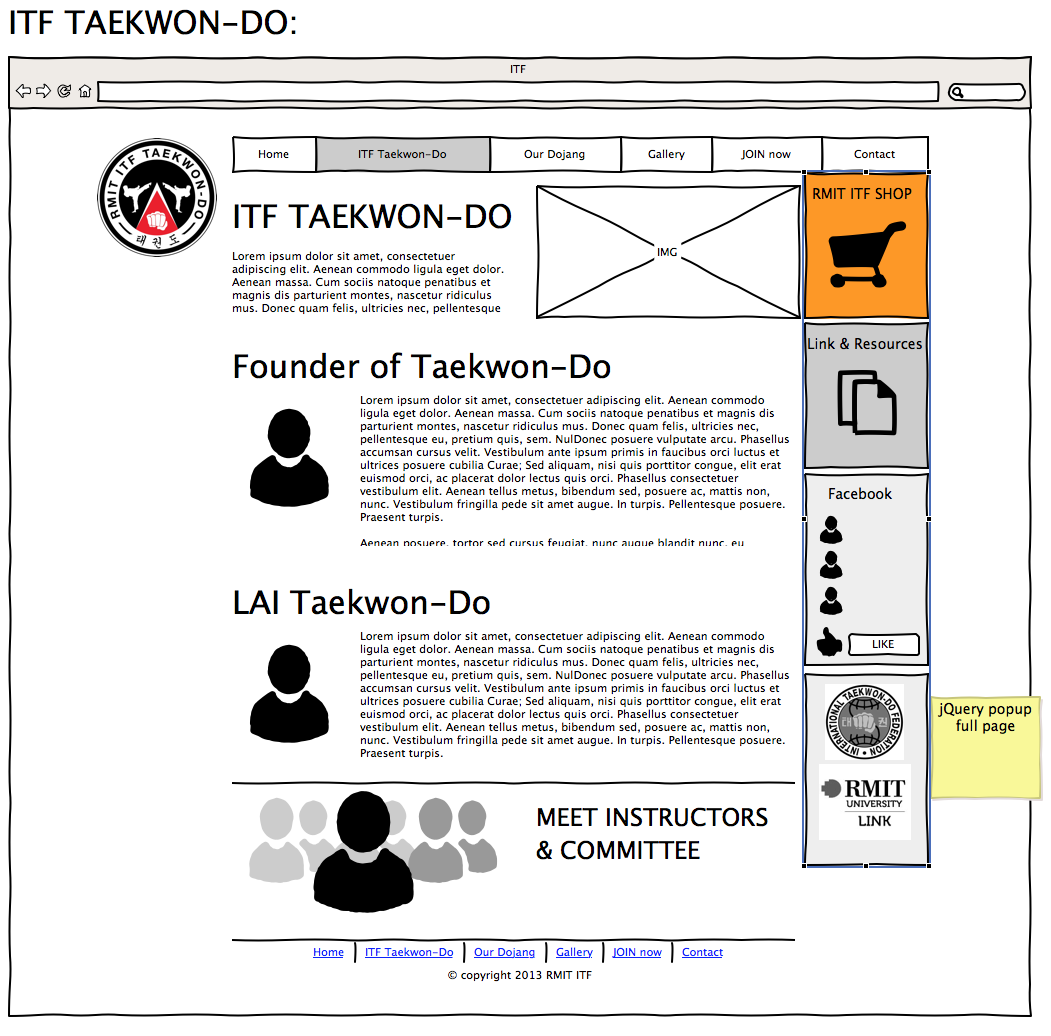 ITF TAEKWON-DO:
ITF
Home
ITF Taekwon-Do
Our Dojang
Gallery
JOIN now
Contact
RMIT ITF TAEKWON-DO
태권도
ITF TAEKWON-DO
Lorem ipsum dolor sit amet, consectetuer
adipiscing elit. Aenean commodo ligula eget dolor.
Aenean massa. Cum sociis natoque penatibus et
magnis dis parturient montes, nascetur ridiculus
mus. Donec quam felis, ultricies nec, pellentesque
IMG
RMIT ITF SHOP
Link & Resources
Founder of Taekwon-Do
Lorem ipsum dolor sit amet, consectetuer adipiscing elit. Aenean commodo
ligula eget dolor. Aenean massa. Cum sociis natoque penatibus et magnis dis
parturient montes, nascetur ridiculus mus. Donec quam felis, ultricies nec,
pellentesque eu, pretium quis, sem. NulDonec posuere vulputate arcu. Phasellus
accumsan cursus velit. Vestibulum ante ipsum primis in faucibus orci luctus et
ultrices posuere cubilia Curae; Sed aliquam, nisi quis porttitor congue, elit erat
euismod orci, ac placerat dolor lectus quis orci. Phasellus consectetuer
vestibulum elit. Aenean tellus metus, bibendum sed, posuere ac, mattis non,
nunc. Vestibulum fringilla pede sit amet augue. In turpis. Pellentesque posuere.
Praesent turpis.
Aenean posuere, tortor sed cursus feugiat, nunc augue blandit nunc, eu
Facebook
LIKE
LAI Taekwon-Do
Lorem ipsum dolor sit amet, consectetuer adipiscing elit. Aenean commodo
ligula eget dolor. Aenean massa. Cum sociis natoque penatibus et magnis dis
parturient montes, nascetur ridiculus mus. Donec quam felis, ultricies nec,
pellentesque eu, pretium quis, sem. NulDonec posuere vulputate arcu. Phasellus
accumsan cursus velit. Vestibulum ante ipsum primis in faucibus orci luctus et
ultrices posuere cubilia Curae; Sed aliquam, nisi quis porttitor congue, elit erat
euismod orci, ac placerat dolor lectus quis orci. Phasellus consectetuer
vestibulum elit. Aenean tellus metus, bibendum sed, posuere ac, mattis non,
nunc. Vestibulum fringilla pede sit amet augue. In turpis. Pellentesque posuere.
Praesent turpis.
INTERNATIONAL TAEKWON-DO FEDERATION
태권
RMIT
UNIVERSITY
LINK
jQuery popup
full page
MEET INSTRUCTORS
& COMMITTEE
Home
ITF Taekwon-Do
Our Dojang
Gallery
JOIN now
Contact
© copyright 2013 RMIT ITF